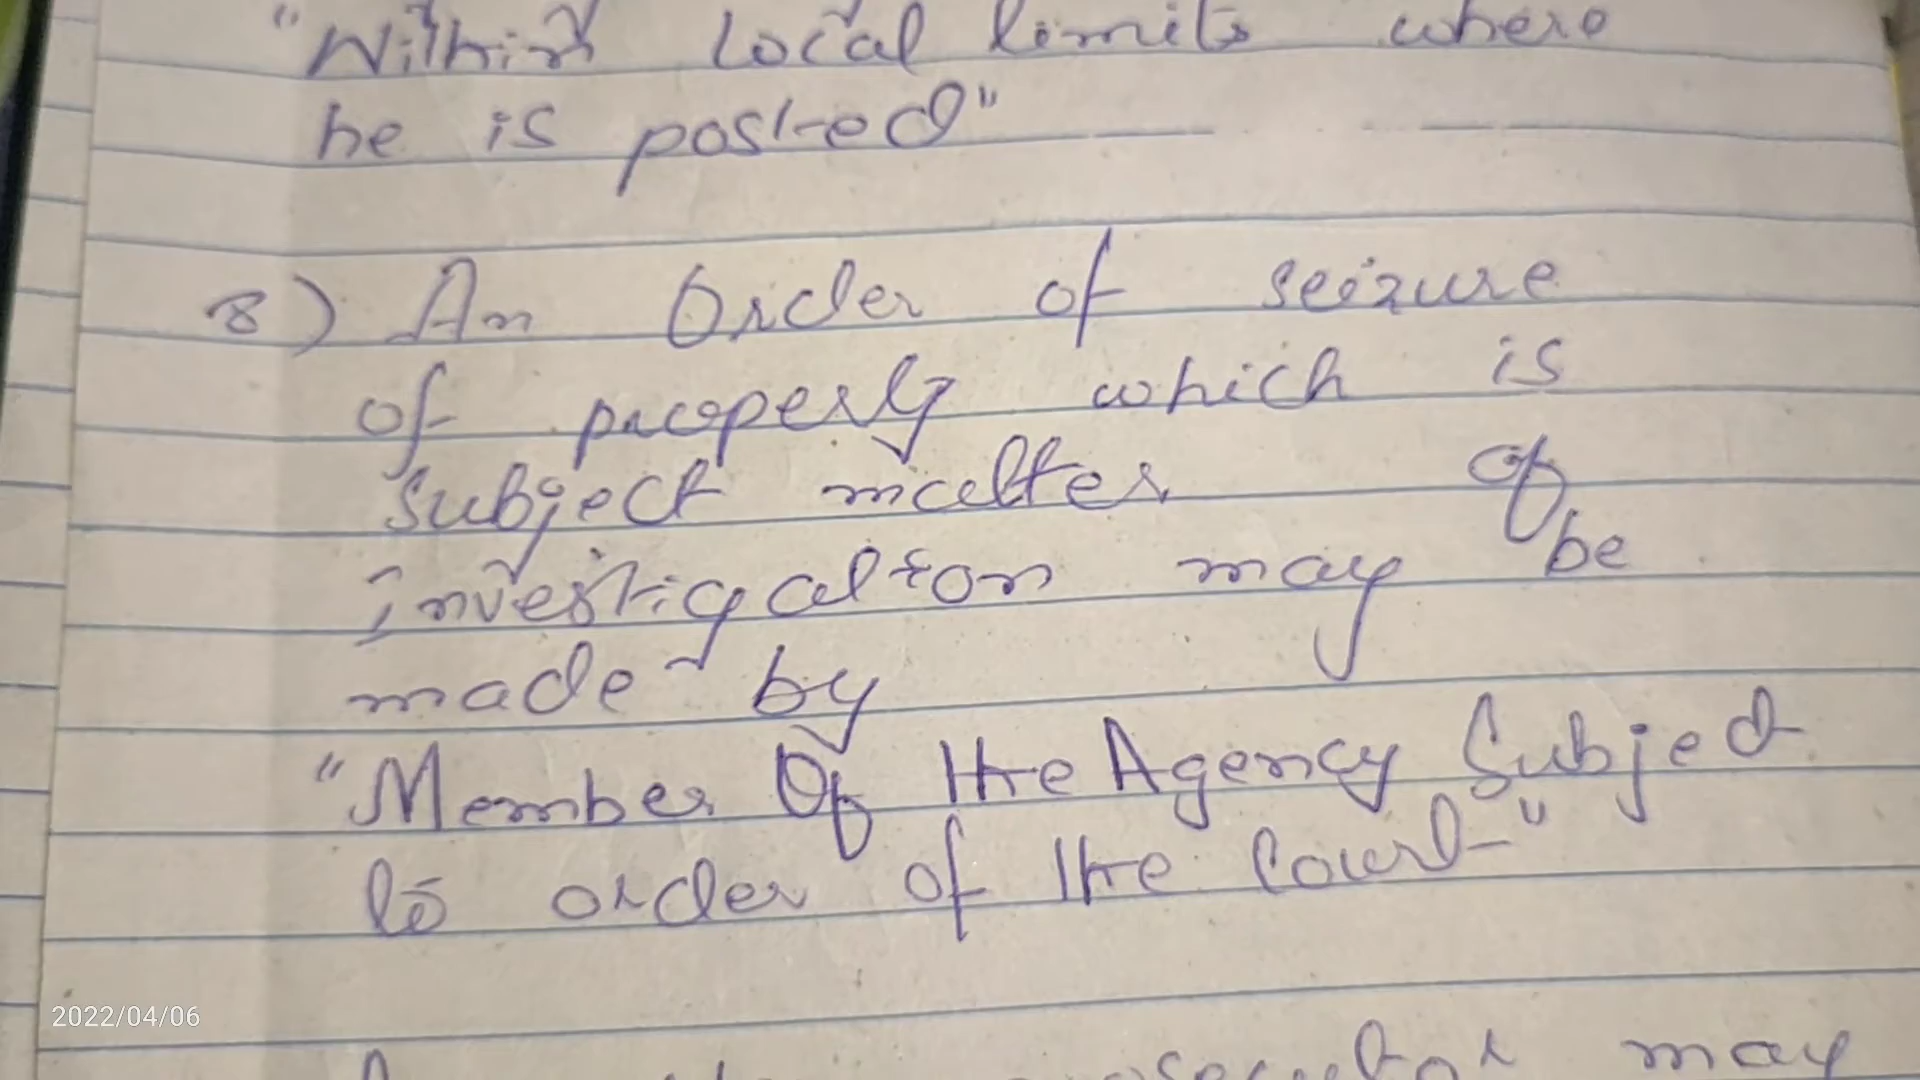 "Within local limits where
he is posted"
8) An Order of seizure
of property which is
subject matter of
investigation may be
made by
"Member Of the Agency Subject
to order of the Court"
2022/04/06
may